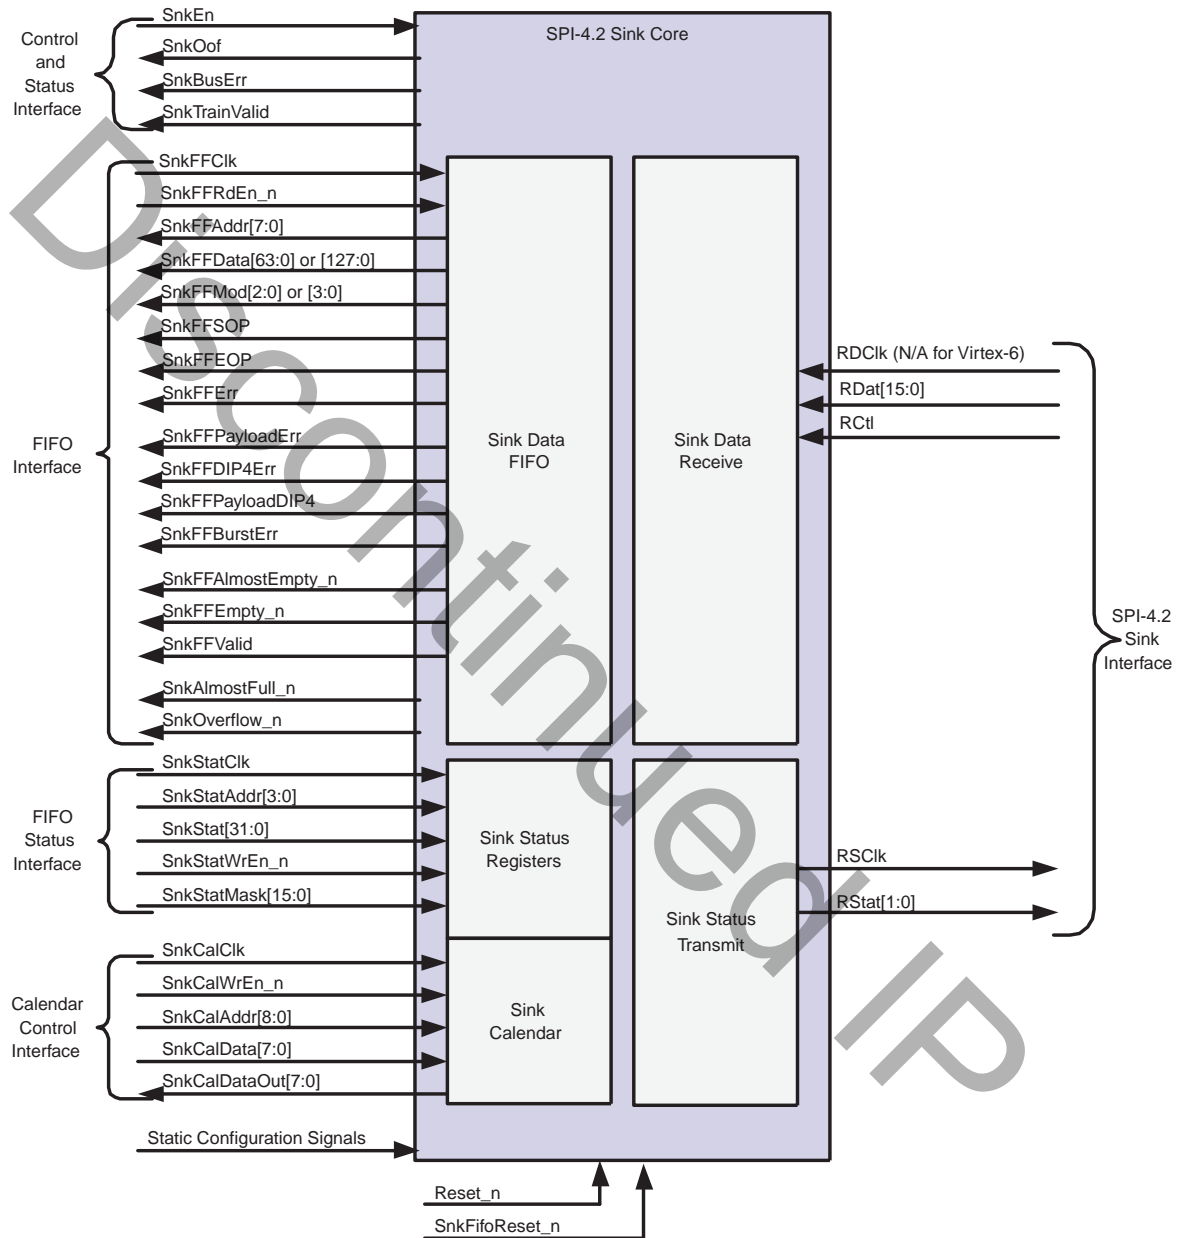 SPI-4.2 Sink Core
Control
and
Status
Interface
SnkEn
SnkOof
SnkBusErr
SnkTrainValid
FIFO
Interface
SnkFFClk
SnkFFRdEn_n
SnkFFAddr[7:0]
SnkFFData[63:0] or [127:0]
SnkFFMod[2:0] or [3:0]
SnkFFSOP
SnkFFEOP
SnkFFErr
SnkFFPayloadErr
SnkFFDIP4Err
SnkFFPayloadDIP4
SnkFFBurstErr
SnkFFAlmostEmpty_n
SnkFFEmpty_n
SnkFFValid
SnkAlmostFull_n
SnkOverflow_n
Sink Data
FIFO
Sink Data
Receive
RDClk (N/A for Virtex-6)
RDat[15:0]
RCtl
SPI-4.2
Sink
Interface
FIFO
Status
Interface
SnkStatClk
SnkStatAddr[3:0]
SnkStat[31:0]
SnkStatWrEn_n
SnkStatMask[15:0]
Sink Status
Registers
Sink Status
Transmit
RSClk
RStat[1:0]
Calendar
Control
Interface
SnkCalClk
SnkCalWrEn_n
SnkCalAddr[8:0]
SnkCalData[7:0]
SnkCalDataOut[7:0]
Sink
Calendar
Static Configuration Signals
Reset_n
SnkFifoReset_n
Discontinued IP